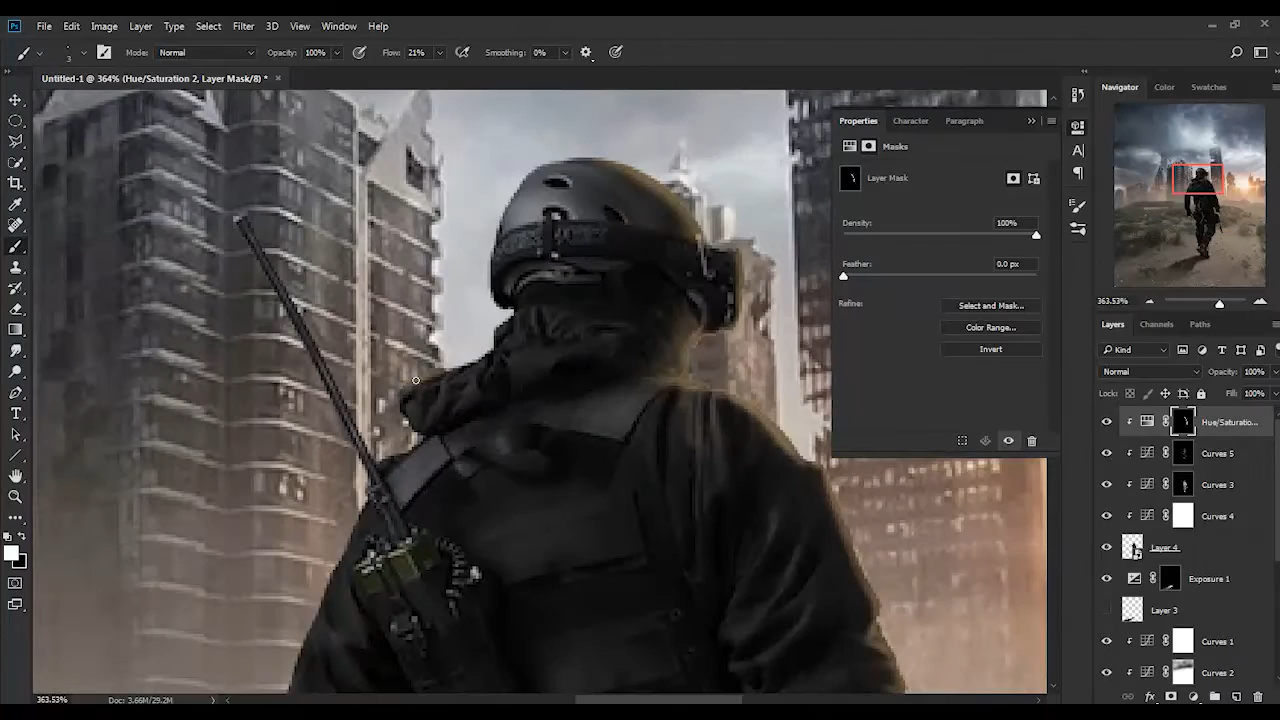 Ps File Edit Image Layer Type Select Filter 3D View Window Help
3 Mode: Normal Opacity: 100% Flow: 21% Smoothing: 0%
Untitled-1 @ 364% (Hue/Saturation 2, Layer Mask/8) * ×
Navigator Color Swatches
Properties Character Paragraph
Masks
Layer Mask
Density: 100%
Feather: 0.0 px
Refine: Select and Mask...
Color Range...
Invert
363.53%
Layers Channels Paths
Kind
Normal Opacity: 100%
Lock: Fill: 100%
Hue/Saturatio...
Curves 5
Curves 3
Curves 4
Layer 4
Exposure 1
Layer 3
Curves 1
Curves 2
363.53% Doc: 3.66M/29.2M